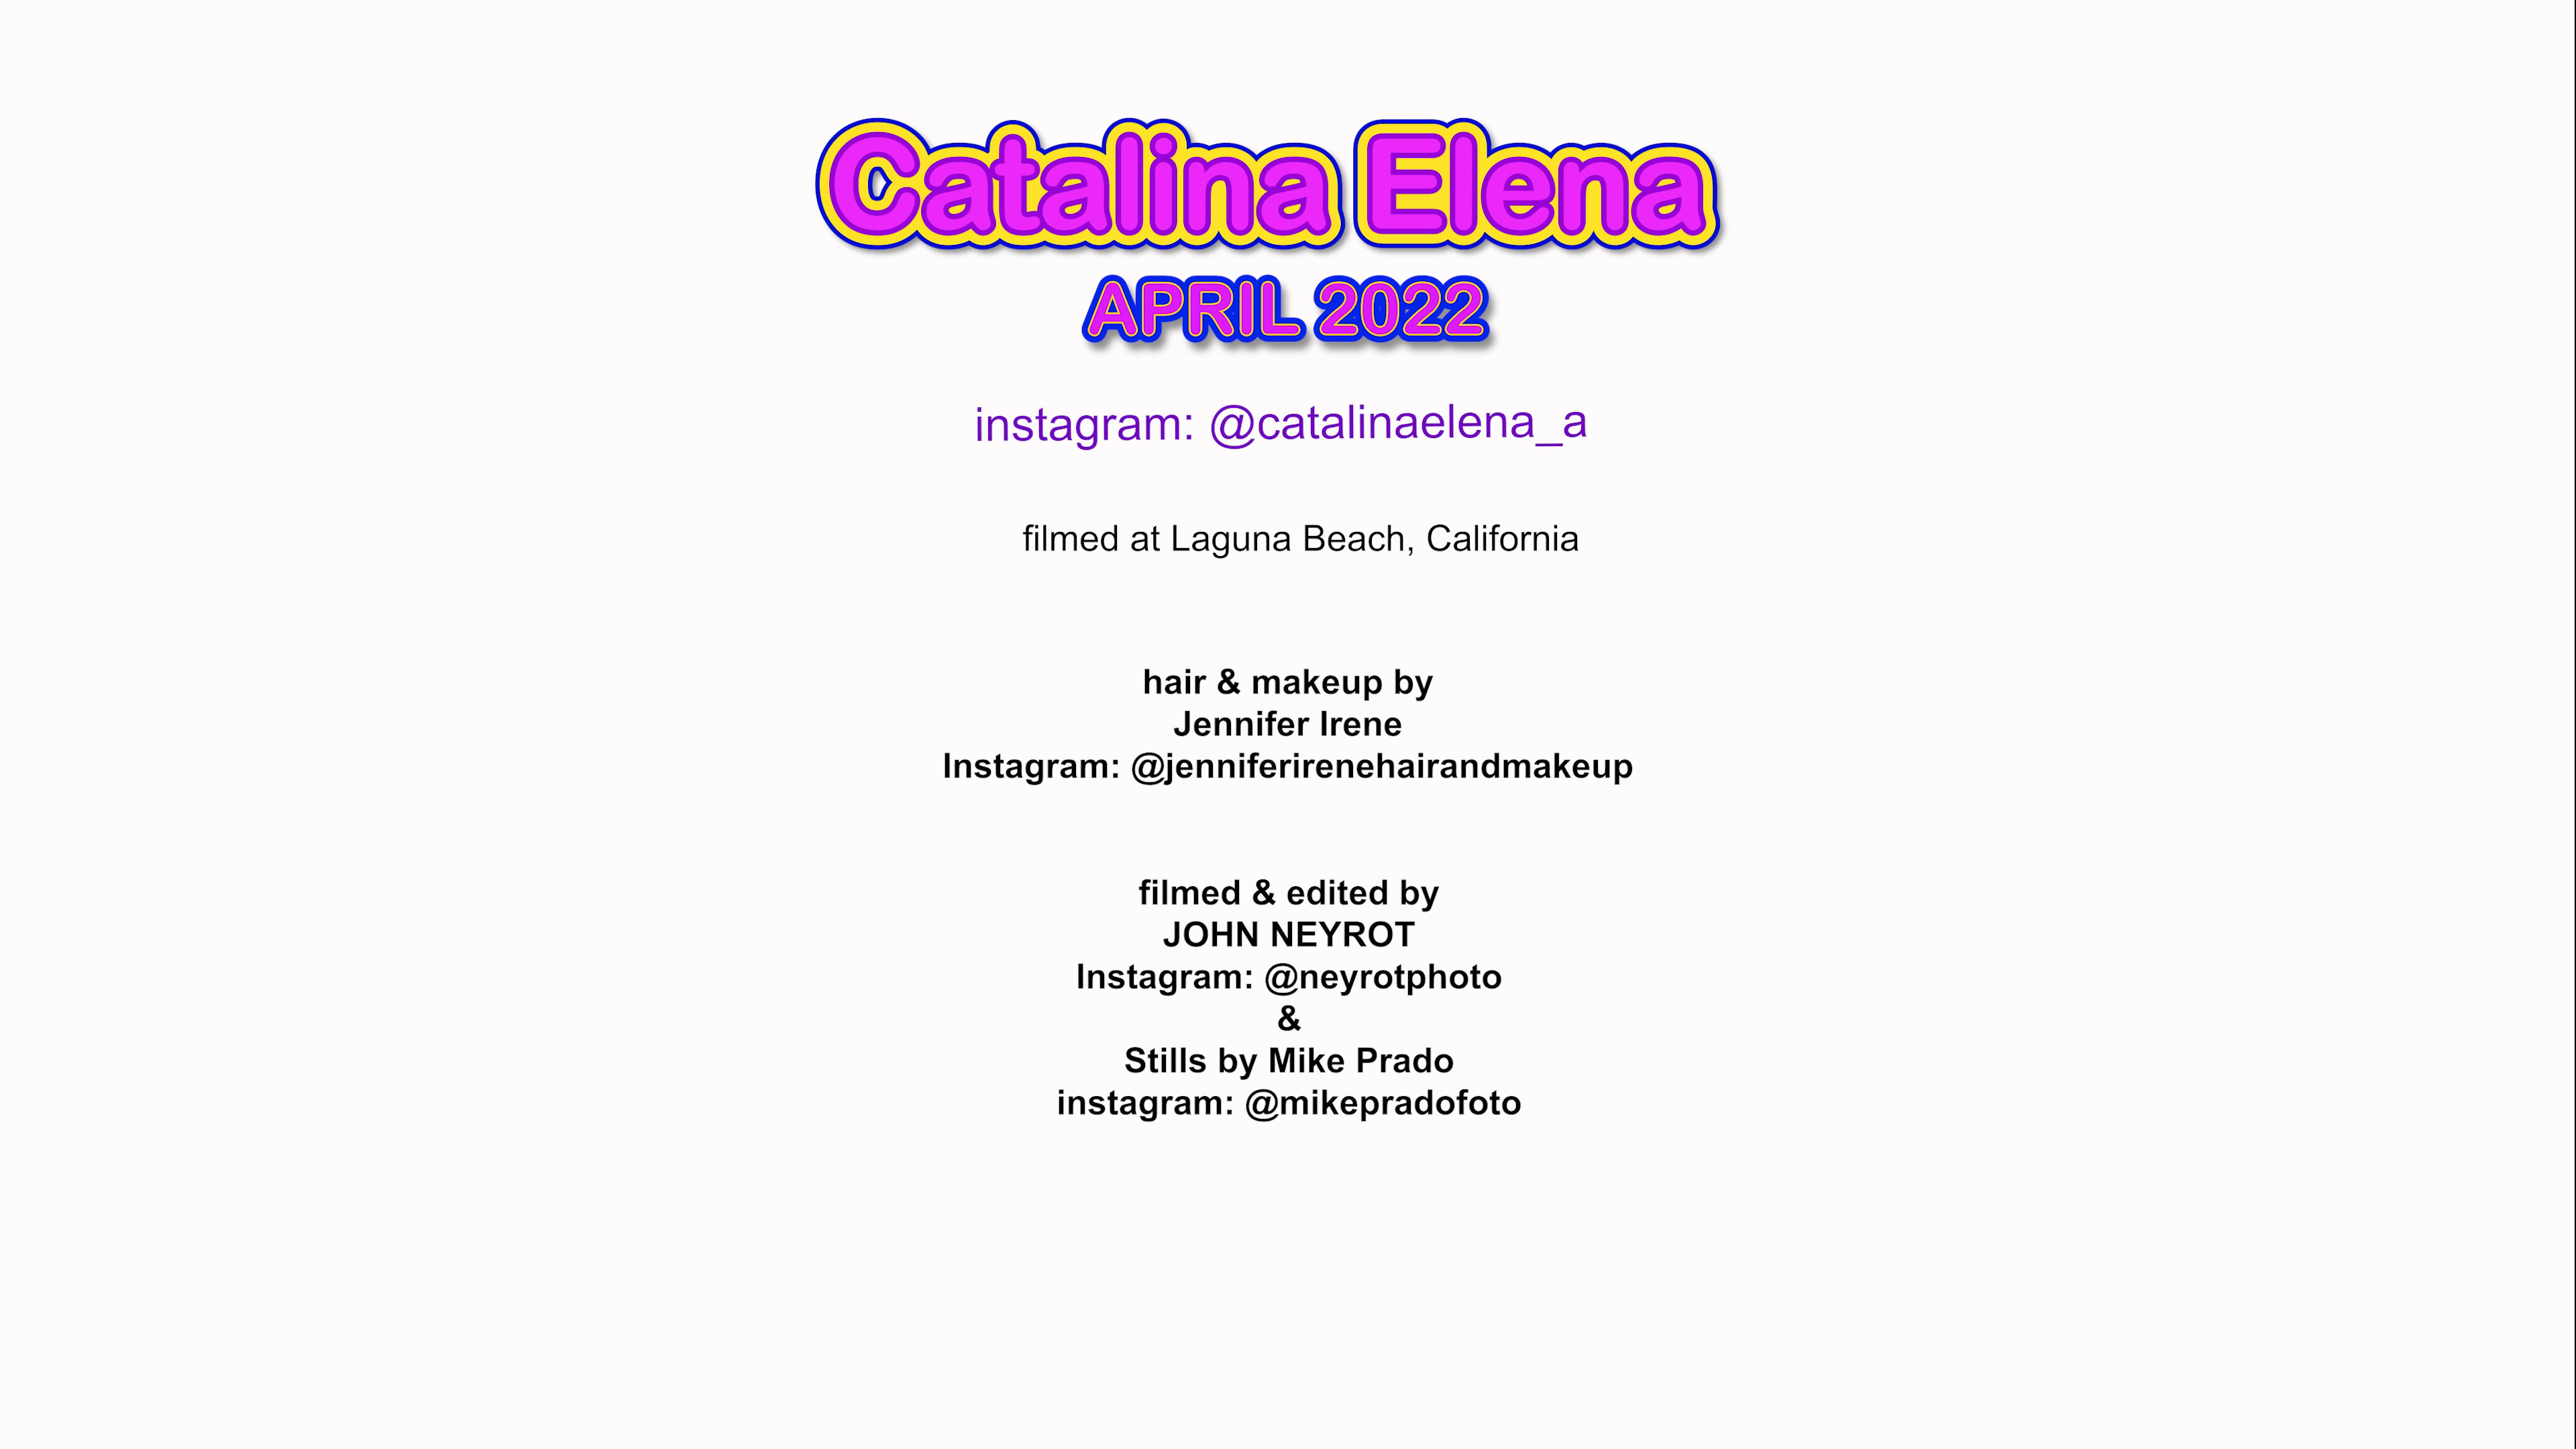 Catalina Elena
APRIL 2022
instagram: @catalinaelena_a
filmed at Laguna Beach, California
hair & makeup by
Jennifer Irene
Instagram: @jenniferirenehairandmakeup
filmed & edited by
JOHN NEYROT
Instagram: @neyrotphoto
&
Stills by Mike Prado
instagram: @mikepradofoto